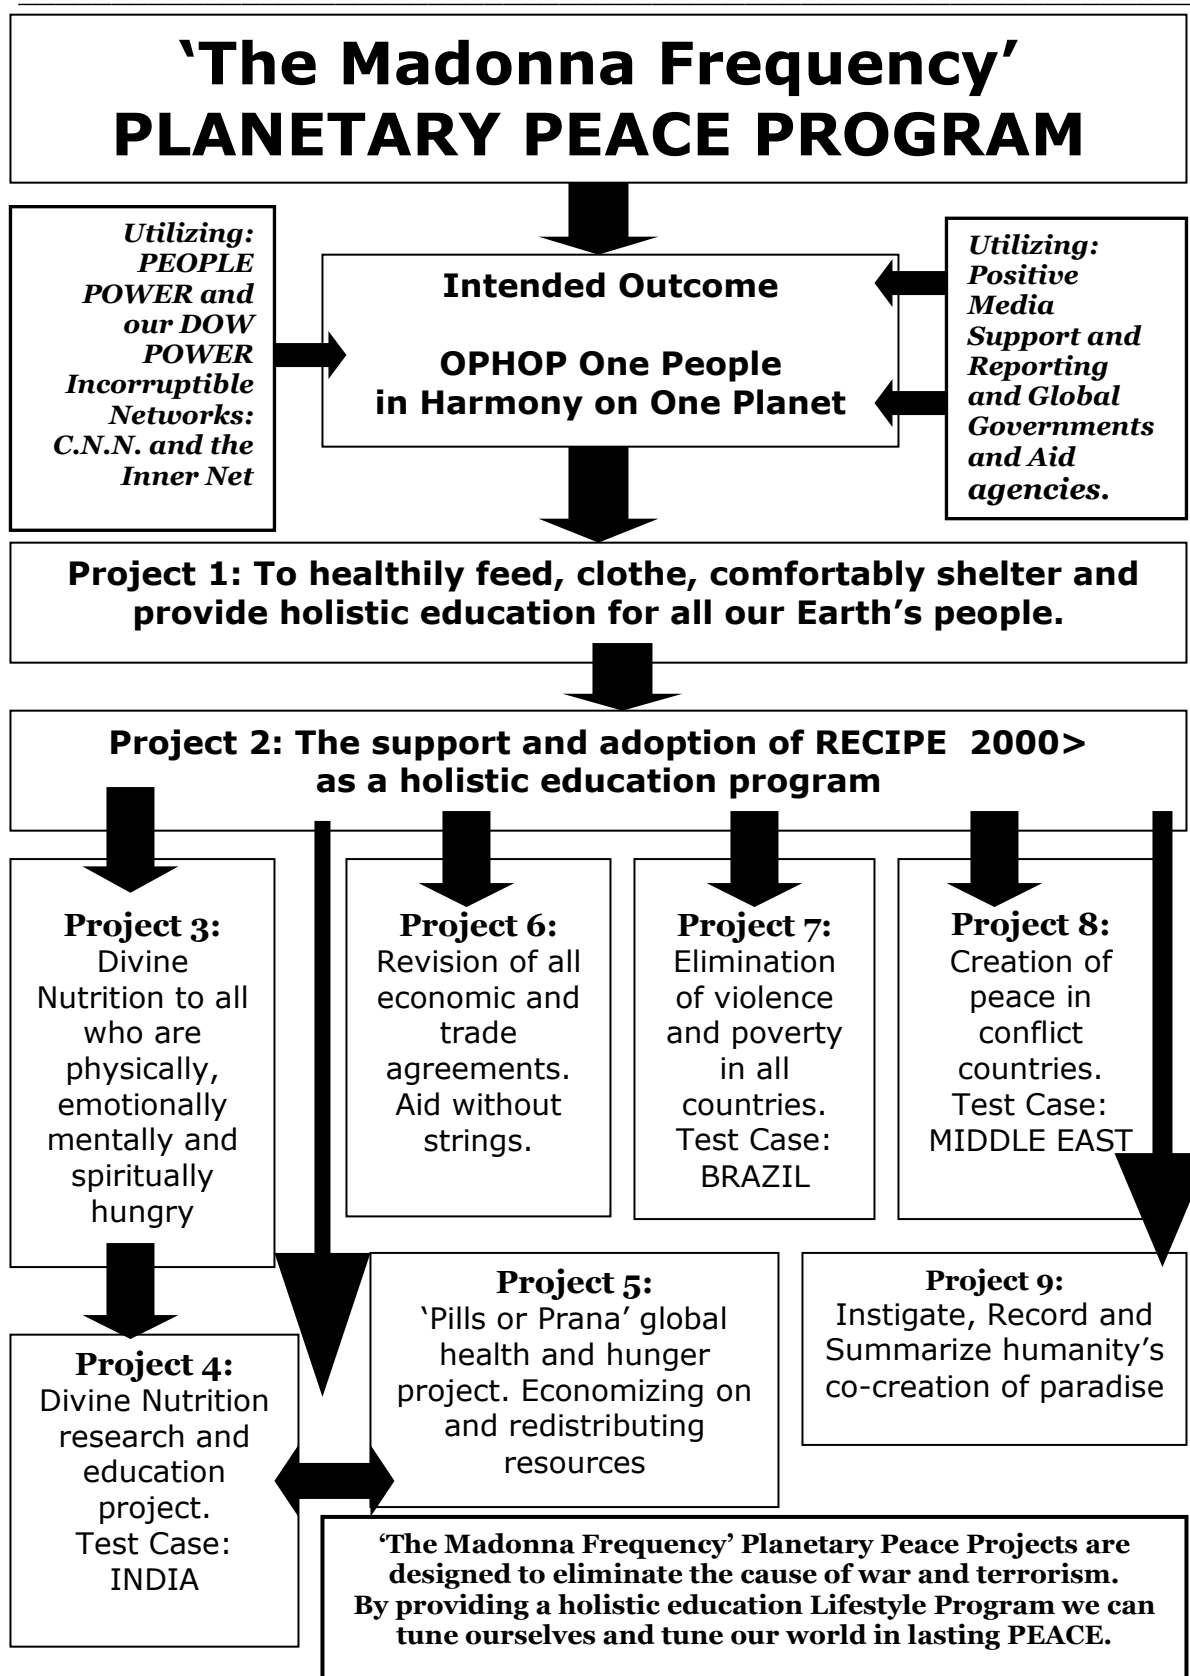 ‘The Madonna Frequency’
PLANETARY PEACE PROGRAM
Utilizing:
PEOPLE
POWER and
our DOW
POWER
Incorruptible
Networks:
C.N.N. and the
Inner Net
Intended Outcome
OPHOP One People
in Harmony on One Planet
Utilizing:
Positive
Media
Support and
Reporting
and Global
Governments
and Aid
agencies.
Project 1: To healthily feed, clothe, comfortably shelter and
provide holistic education for all our Earth’s people.
Project 2: The support and adoption of RECIPE 2000>
as a holistic education program
Project 3:
Divine
Nutrition to all
who are
physically,
emotionally
mentally and
spiritually
hungry
Project 6:
Revision of all
economic and
trade
agreements.
Aid without
strings.
Project 7:
Elimination
of violence
and poverty
in all
countries.
Test Case:
BRAZIL
Project 8:
Creation of
peace in
conflict
countries.
Test Case:
MIDDLE EAST
Project 4:
Divine Nutrition
research and
education
project.
Test Case:
INDIA
Project 5:
‘Pills or Prana’ global
health and hunger
project. Economizing on
and redistributing
resources
Project 9:
Instigate, Record and
Summarize humanity’s
co-creation of paradise
‘The Madonna Frequency’ Planetary Peace Projects are
designed to eliminate the cause of war and terrorism.
By providing a holistic education Lifestyle Program we can
tune ourselves and tune our world in lasting PEACE.